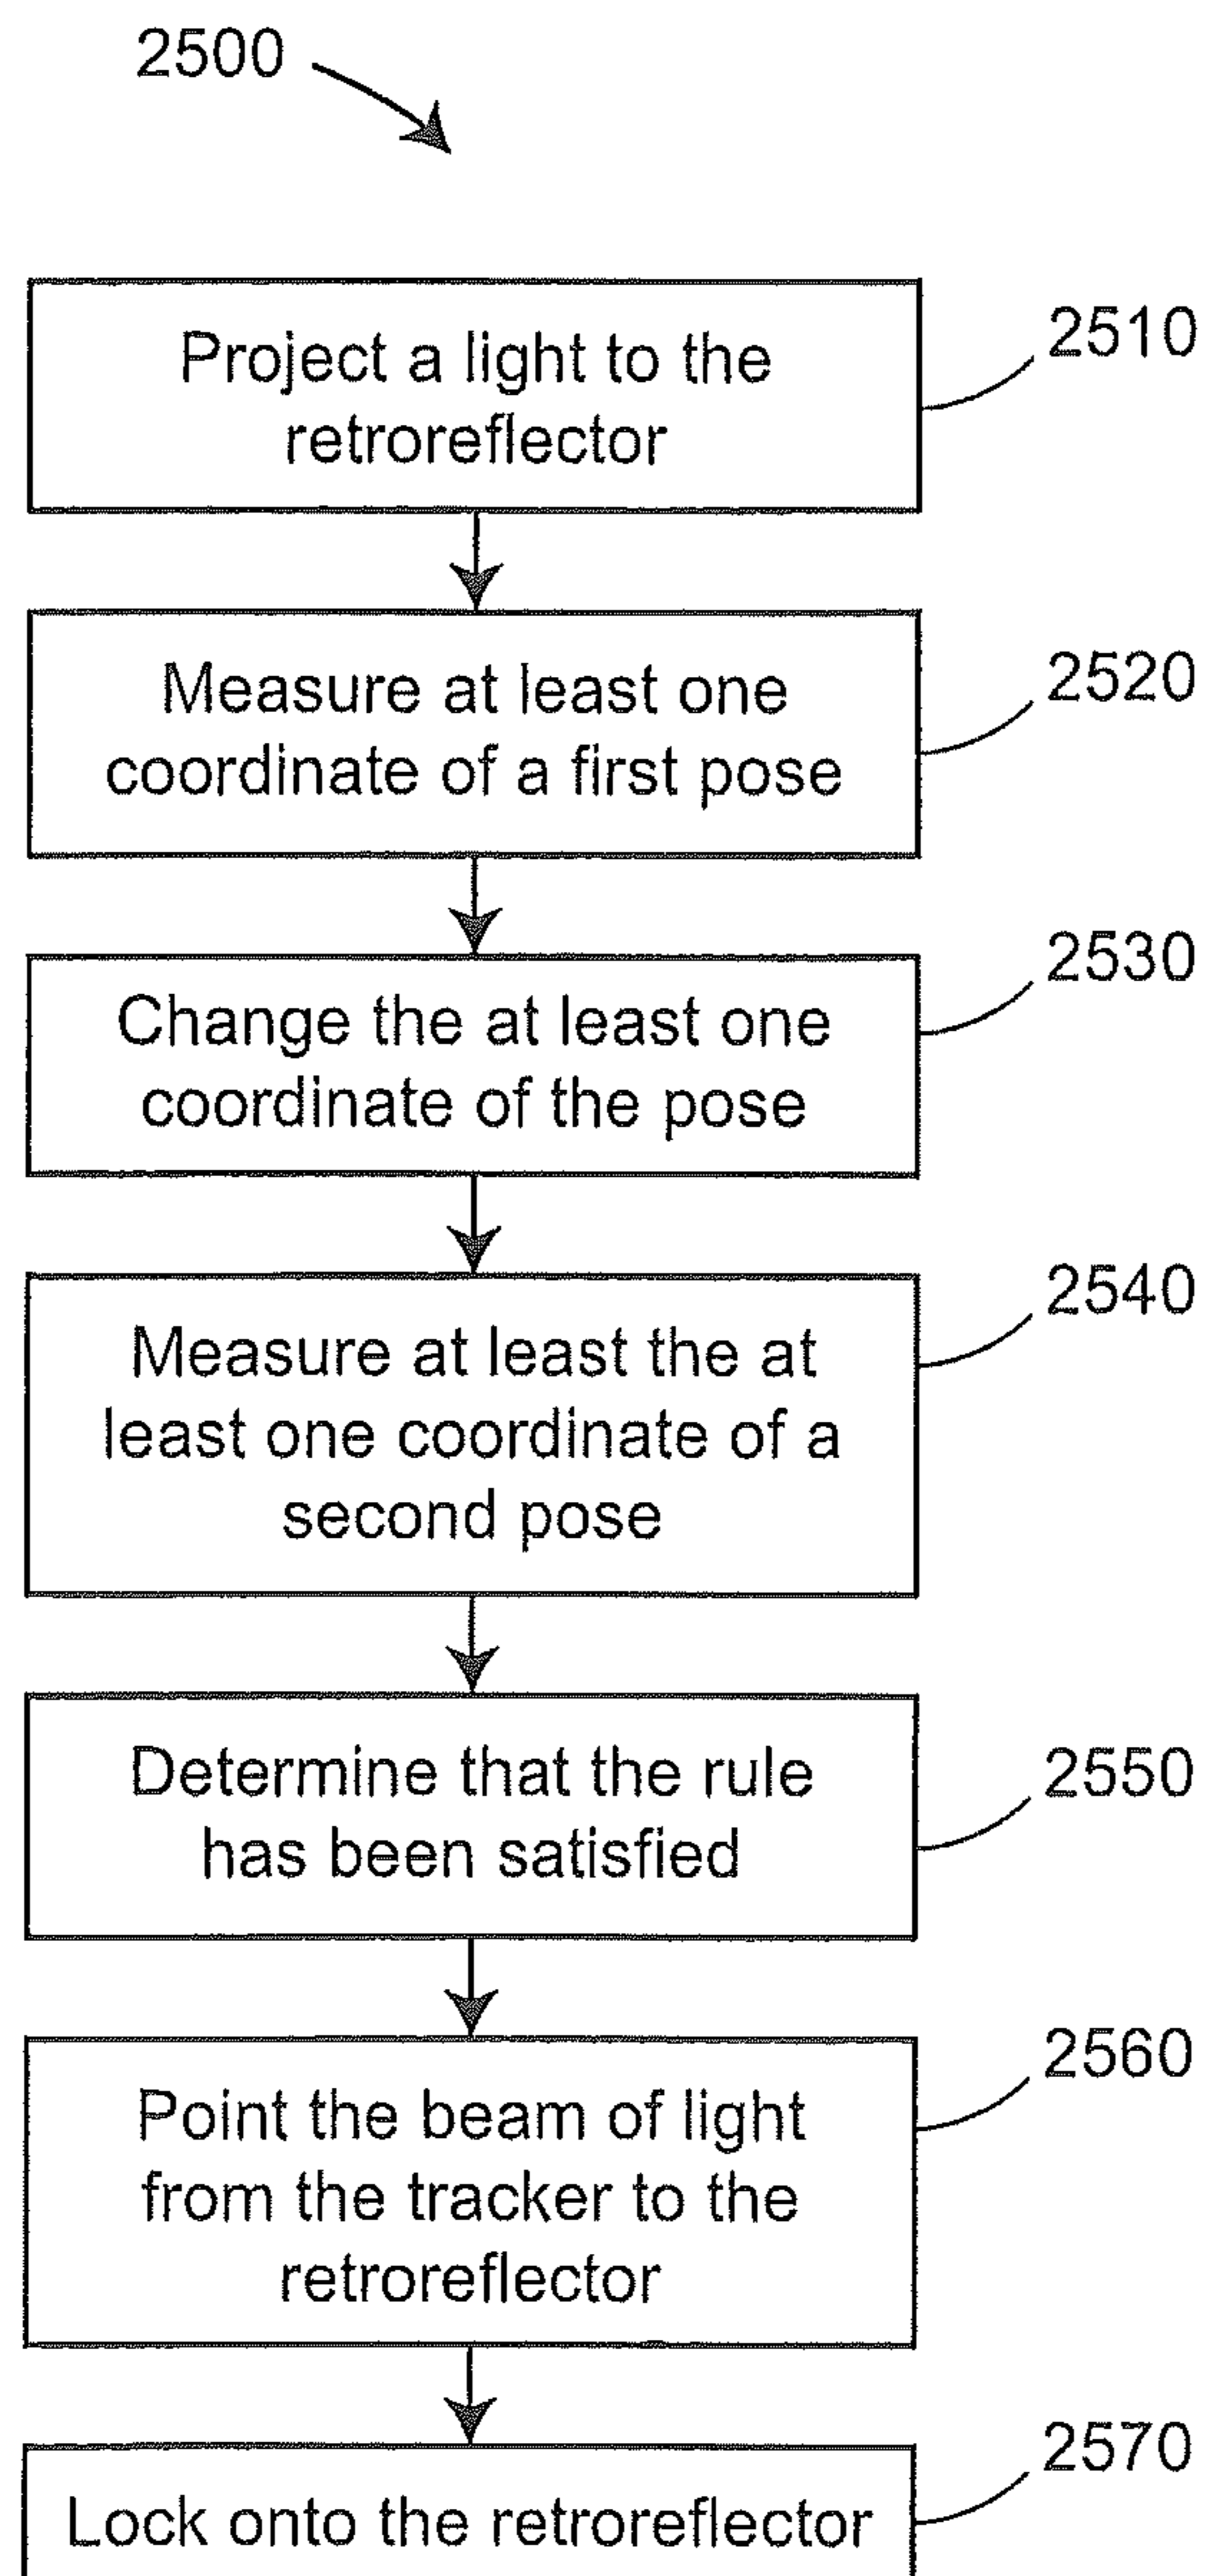 2500
Project a light to the
retroreflector
2510
Measure at least one
coordinate of a first pose
2520
Change the at least one
coordinate of the pose
2530
Measure at least the at
least one coordinate of a
second pose
2540
Determine that the rule
has been satisfied
2550
Point the beam of light
from the tracker to the
retroreflector
2560
Lock onto the retroreflector
2570